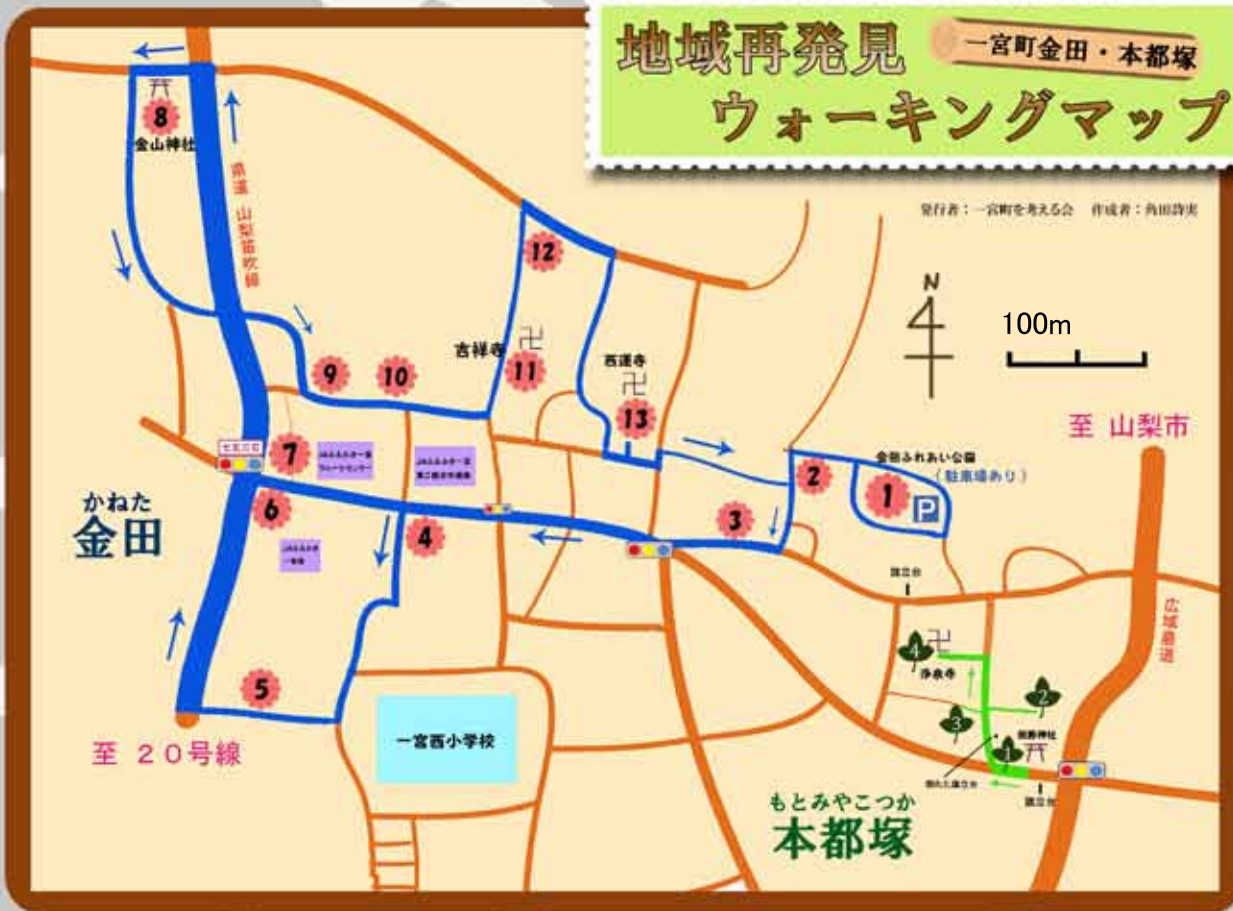 地域再発見
一宮町金田・本都塚
ウォーキングマップ
発行者：一宮町を考える会 作成者：角田詩実
8
金山神社
県道 山梨笛吹線
N
100m
12
吉祥寺
11
西蓮寺
13
9
10
至 山梨市
2
金田ふれあい公園
（駐車場あり）
1
P
7
かねた
金田
6
4
3
5
至 20号線
一宮西小学校
広域農道
4
浄泉寺
2
3
熊野神社
1
もとみやこつか
本都塚